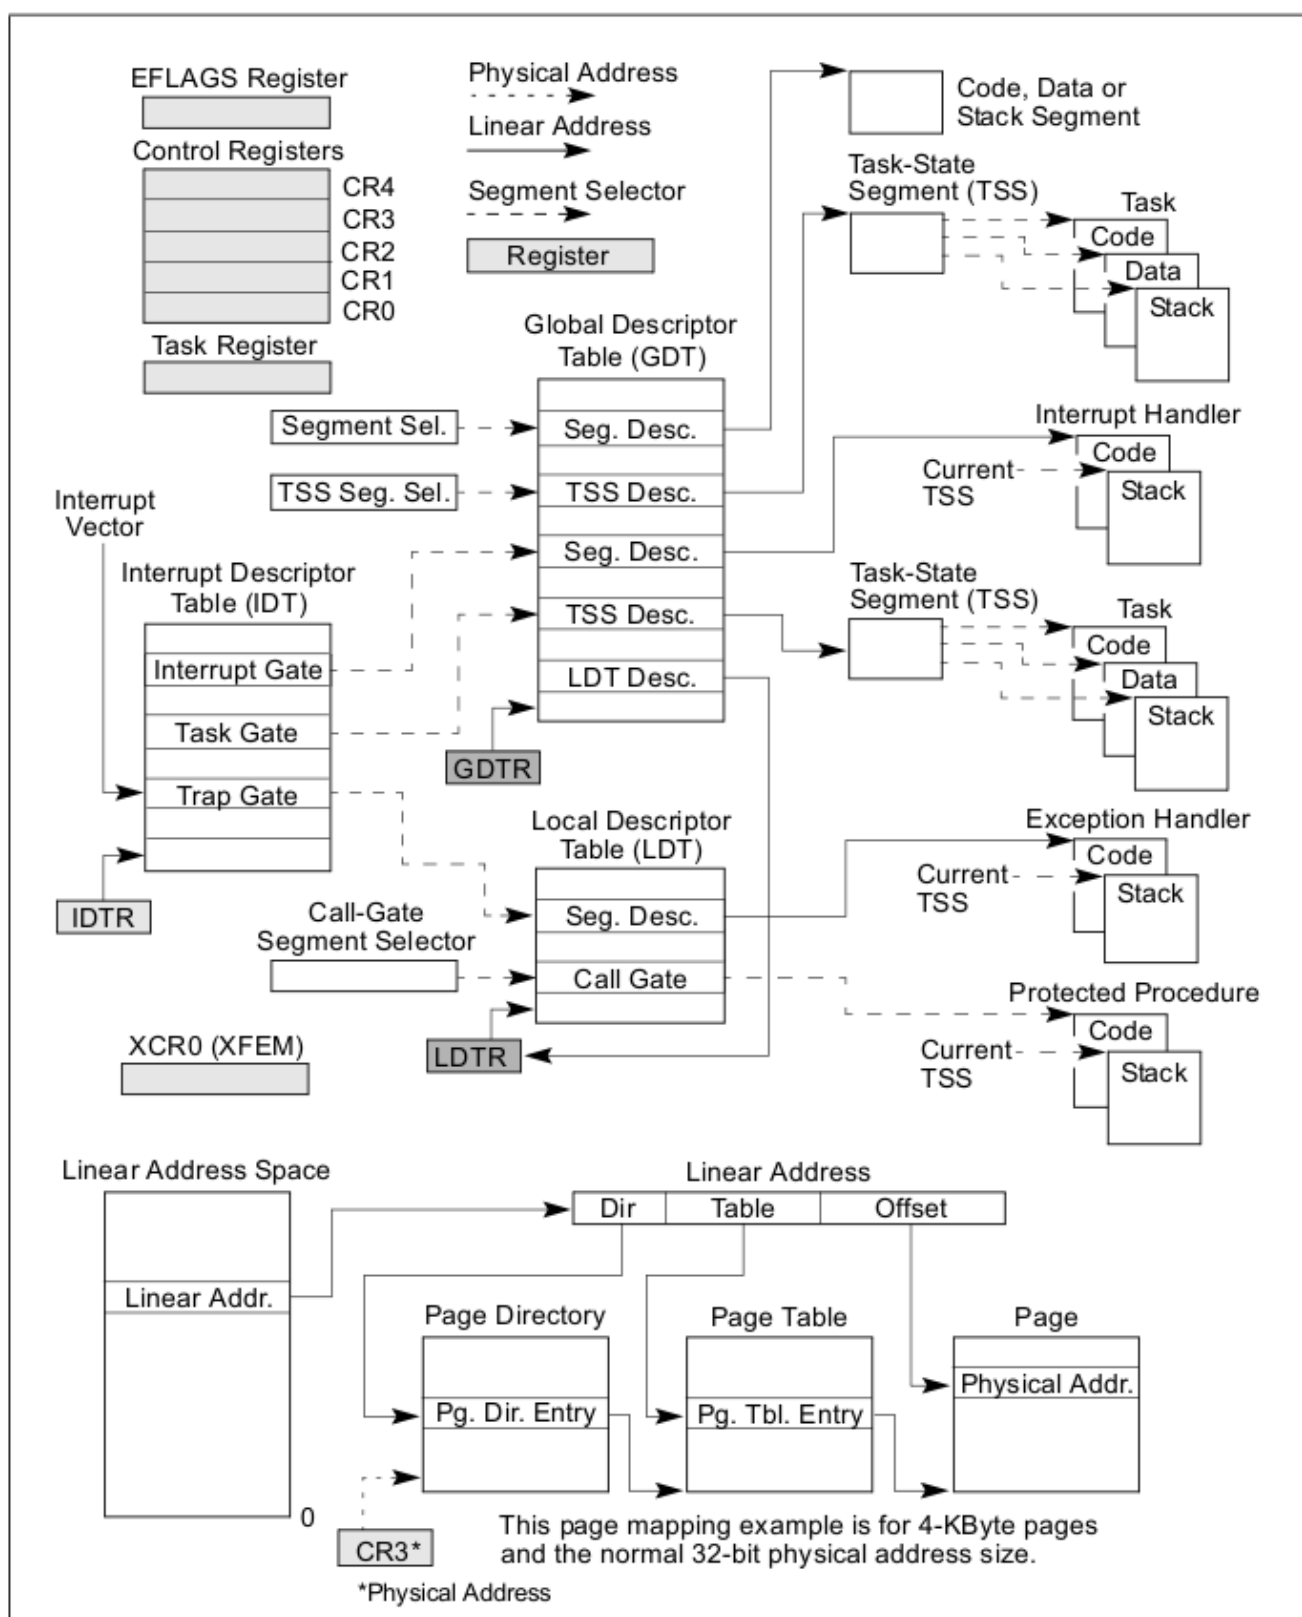 EFLAGS Register
Control Registers
CR4
CR3
CR2
CR1
CR0
Task Register
Physical Address
Linear Address
Segment Selector
Register
Code, Data or
Stack Segment
Task-State
Segment (TSS)
Task
Code
Data
Stack
Global Descriptor
Table (GDT)
Segment Sel.
Seg. Desc.
TSS Seg. Sel.
TSS Desc.
Seg. Desc.
TSS Desc.
LDT Desc.
GDTR
Interrupt Handler
Code
Current
TSS
Stack
Interrupt
Vector
Interrupt Descriptor
Table (IDT)
Interrupt Gate
Task Gate
Trap Gate
IDTR
Task-State
Segment (TSS)
Task
Code
Data
Stack
Local Descriptor
Table (LDT)
Seg. Desc.
Call Gate
Call-Gate
Segment Selector
LDTR
Exception Handler
Code
Current
TSS
Stack
Protected Procedure
Code
Current
TSS
Stack
XCR0 (XFEM)
Linear Address Space
Linear Addr.
0
Linear Address
Dir
Table
Offset
Page Directory
Pg. Dir. Entry
Page Table
Pg. Tbl. Entry
Page
Physical Addr.
CR3*
*Physical Address
This page mapping example is for 4-KByte pages
and the normal 32-bit physical address size.